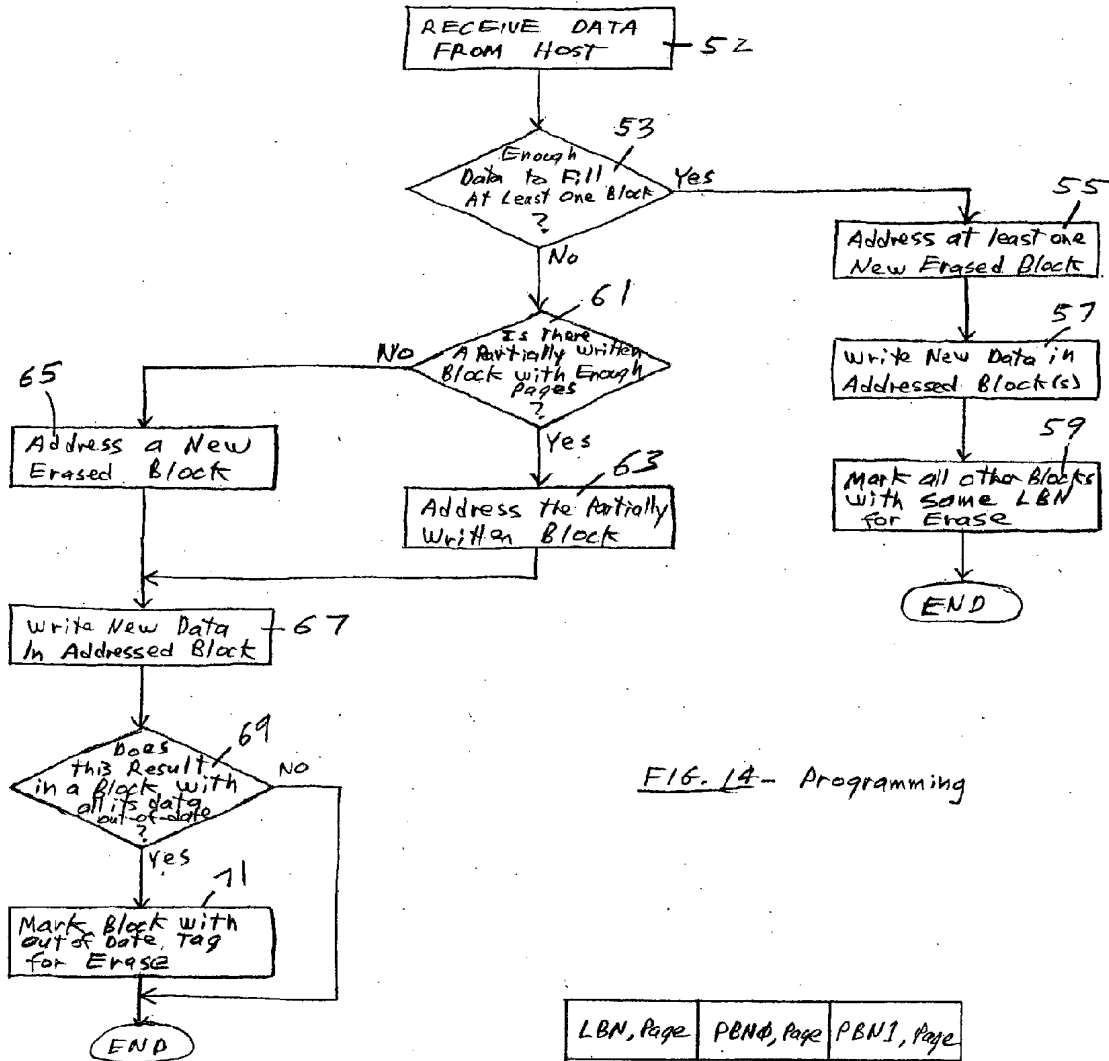 RECEIVE DATA
FROM HOST
52
53
Enough
Data to Fill
At Least One Block
?
Yes
No
55
Address at least one
New Erased Block
57
Write New Data in
Addressed Block(s)
59
Mark all other Blocks
with same LBN
for Erase
END
61
Is There
A Partially Written
Block with Enough
Pages
?
No
Yes
65
Address a New
Erased Block
63
Address the Partially
Written Block
Write New Data
In Addressed Block
67
69
Does
this Result
in a Block with
all its data
out-of-date
?
NO
Yes
71
Mark Block with
out of Date, Tag
for Erase
END
FIG. 14 - Programming
LBN, Page
PBN0, Page
PBN1, Page